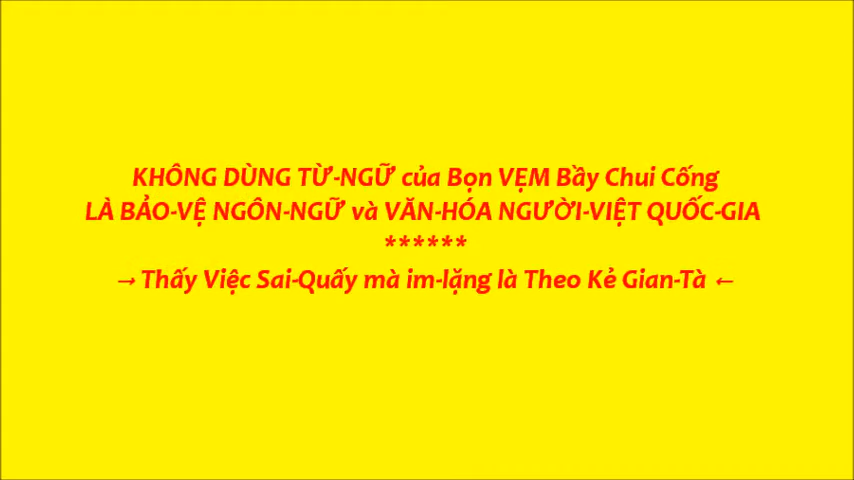 KHÔNG DÙNG TỪ-NGỮ của Bọn VẸM Bầy Chui Cống
LÀ BẢO-VỆ NGÔN-NGỮ và VĂN-HÓA NGƯỜI-VIỆT QUỐC-GIA
******
→ Thấy Việc Sai-Quấy mà im-lặng là Theo Kẻ Gian-Tà ←